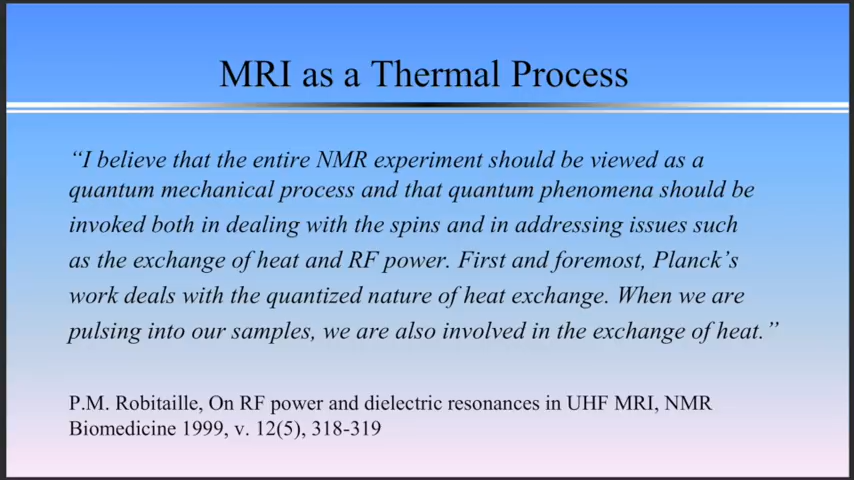 MRI as a Thermal Process
“I believe that the entire NMR experiment should be viewed as a
quantum mechanical process and that quantum phenomena should be
invoked both in dealing with the spins and in addressing issues such
as the exchange of heat and RF power. First and foremost, Planck’s
work deals with the quantized nature of heat exchange. When we are
pulsing into our samples, we are also involved in the exchange of heat.”
P.M. Robitaille, On RF power and dielectric resonances in UHF MRI, NMR
Biomedicine 1999, v. 12(5), 318-319